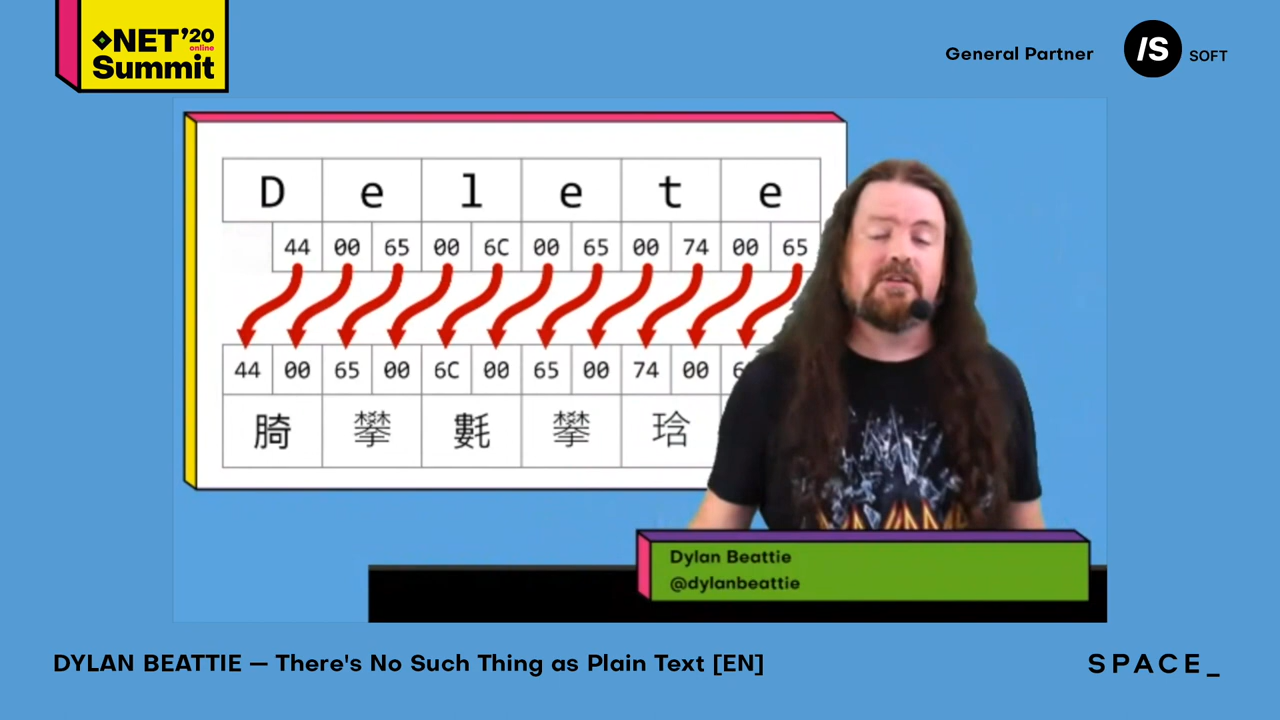 NET'20
online
Summit
General Partner
/S SOFT
D e l e t e
44 00 65 00 6C 00 65 00 74 00 65
44 00 65 00 6C 00 65 00 74 00
䐀 攀 氀 攀 琀
Dylan Beattie
@dylanbeattie
DYLAN BEATTIE — There's No Such Thing as Plain Text [EN]
SPACE_